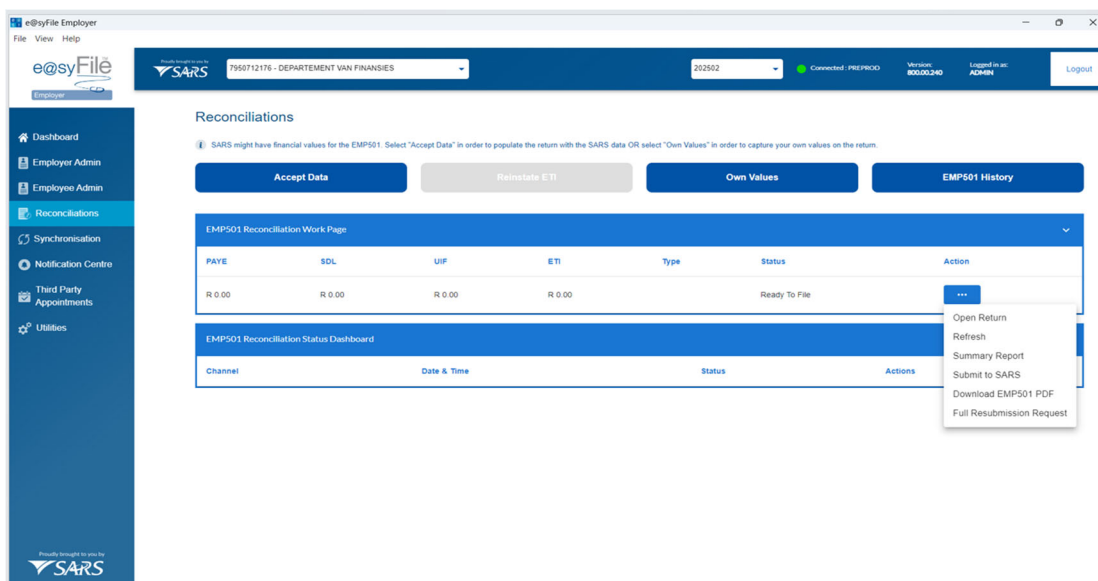 e@syFile Employer
File View Help
e@syFile™
Employer
Proudly brought to you by
SARS
7950712176 - DEPARTEMENT VAN FINANSIES
202502
Connected : PREPROD
Version:
800.00.240
Logged in as:
ADMIN
Logout
Dashboard
Employer Admin
Employee Admin
Reconciliations
Synchronisation
Notification Centre
Third Party
Appointments
Utilities
Proudly brought to you by
SARS
Reconciliations
SARS might have financial values for the EMP501. Select "Accept Data" in order to populate the return with the SARS data OR select "Own Values" in order to capture your own values on the return.
Accept Data Reinstate ETI Own Values EMP501 History
EMP501 Reconciliation Work Page
PAYE SDL UIF ETI Type Status Action
R 0.00 R 0.00 R 0.00 R 0.00 Ready To File
Open Return
Refresh
Summary Report
Submit to SARS
Download EMP501 PDF
Full Resubmission Request
EMP501 Reconciliation Status Dashboard
Channel Date & Time Status Actions